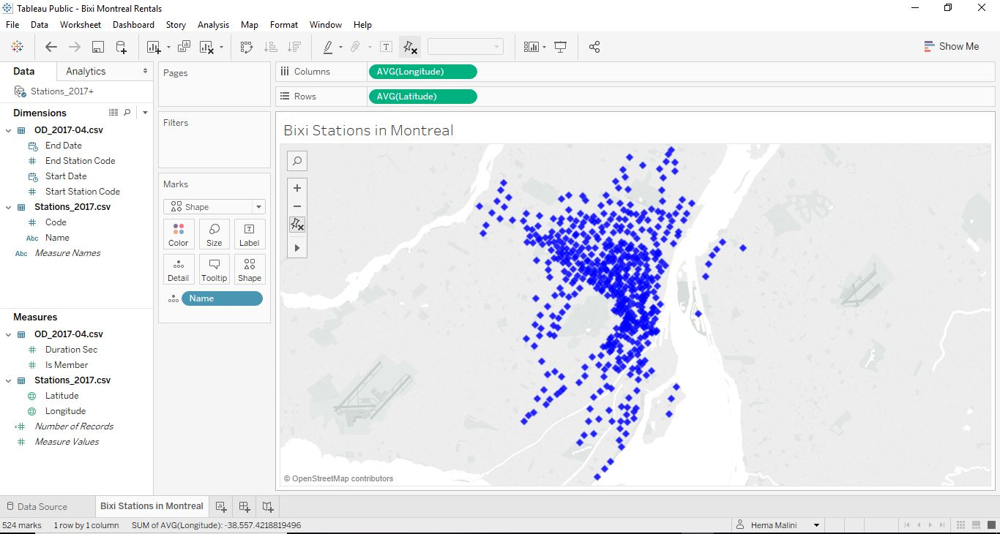 Tableau Public - Bixi Montreal Rentals
File Data Worksheet Dashboard Story Analysis Map Format Window Help
Show Me
Data Analytics
Stations_2017+
Dimensions
OD_2017-04.csv
End Date
End Station Code
Start Date
Start Station Code
Stations_2017.csv
Code
Abc Name
Abc Measure Names
Measures
OD_2017-04.csv
Duration Sec
Is Member
Stations_2017.csv
Latitude
Longitude
Number of Records
Measure Values
Pages
Filters
Marks
Shape
Color Size Label
Detail Tooltip Shape
Name
Columns AVG(Longitude)
Rows AVG(Latitude)
Bixi Stations in Montreal
© OpenStreetMap contributors
Data Source Bixi Stations in Montreal
524 marks 1 row by 1 column SUM of AVG(Longitude): -38,557.4218819496 Hema Malini